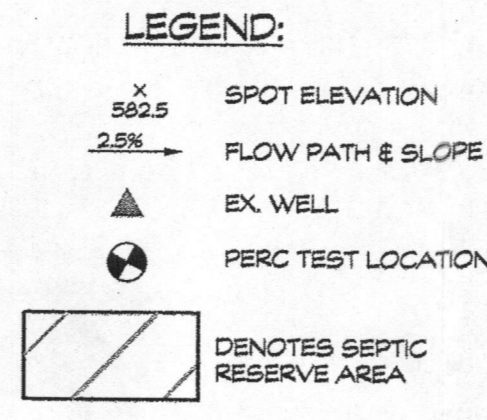 LEGEND:
×
582.5
SPOT ELEVATION
2.5%
FLOW PATH & SLOPE
EX. WELL
PERC TEST LOCATION
DENOTES SEPTIC
RESERVE AREA